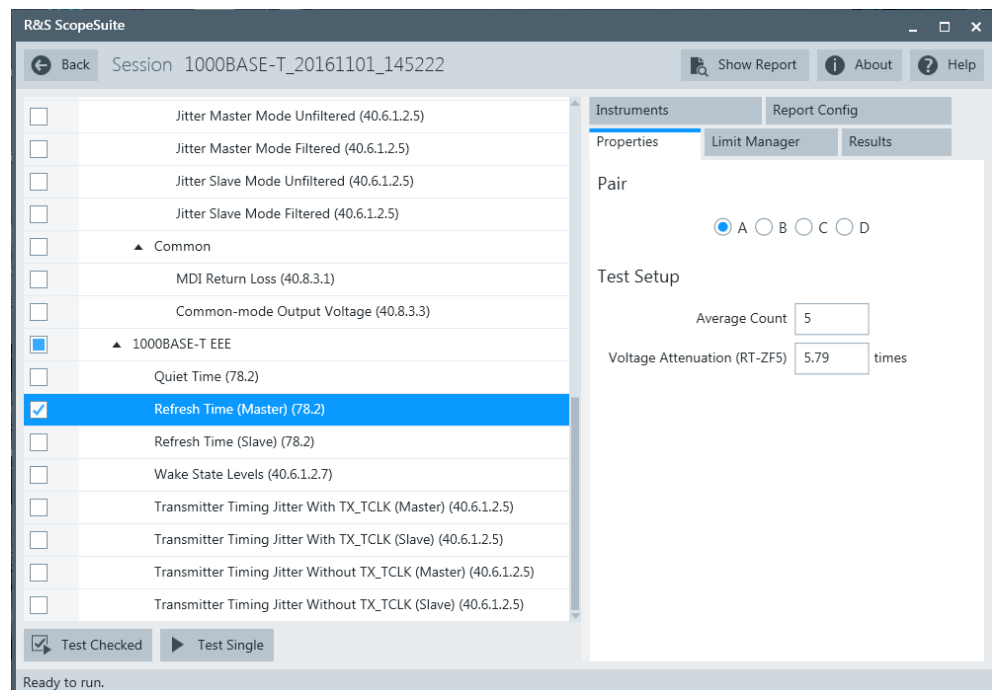 R&S ScopeSuite
Back Session 1000BASE-T_20161101_145222 Show Report About Help
Jitter Master Mode Unfiltered (40.6.1.2.5)
Jitter Master Mode Filtered (40.6.1.2.5)
Jitter Slave Mode Unfiltered (40.6.1.2.5)
Jitter Slave Mode Filtered (40.6.1.2.5)
Common
MDI Return Loss (40.8.3.1)
Common-mode Output Voltage (40.8.3.3)
1000BASE-T EEE
Quiet Time (78.2)
Refresh Time (Master) (78.2)
Refresh Time (Slave) (78.2)
Wake State Levels (40.6.1.2.7)
Transmitter Timing Jitter With TX_TCLK (Master) (40.6.1.2.5)
Transmitter Timing Jitter With TX_TCLK (Slave) (40.6.1.2.5)
Transmitter Timing Jitter Without TX_TCLK (Master) (40.6.1.2.5)
Transmitter Timing Jitter Without TX_TCLK (Slave) (40.6.1.2.5)
Instruments Report Config
Properties Limit Manager Results
Pair
A B C D
Test Setup
Average Count 5
Voltage Attenuation (RT-ZF5) 5.79 times
Test Checked Test Single
Ready to run.